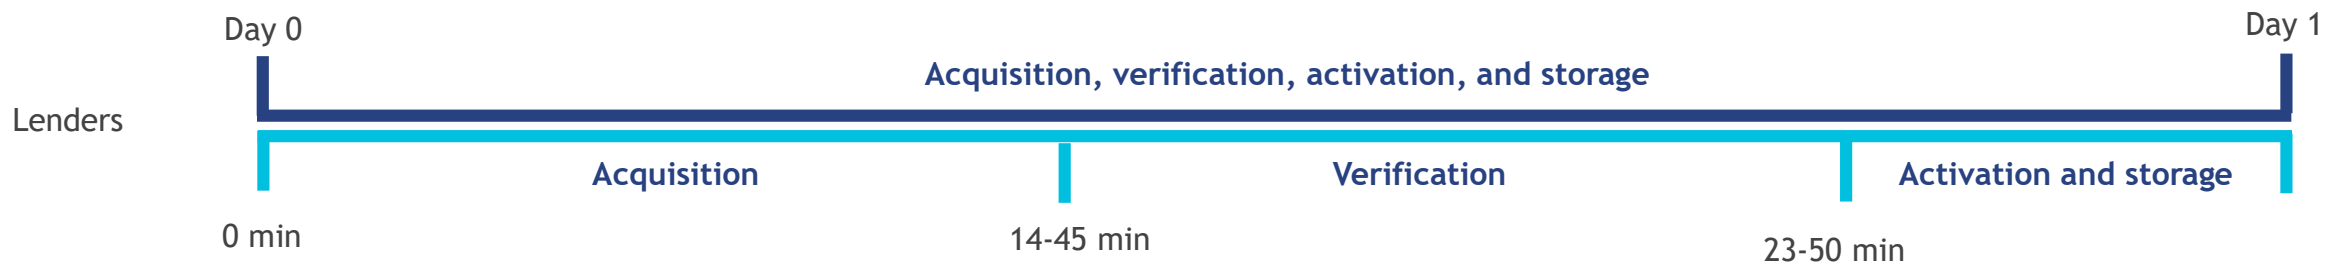 Day 0
Day 1
Acquisition, verification, activation, and storage
Lenders
Acquisition
Verification
Activation and storage
0 min
14-45 min
23-50 min